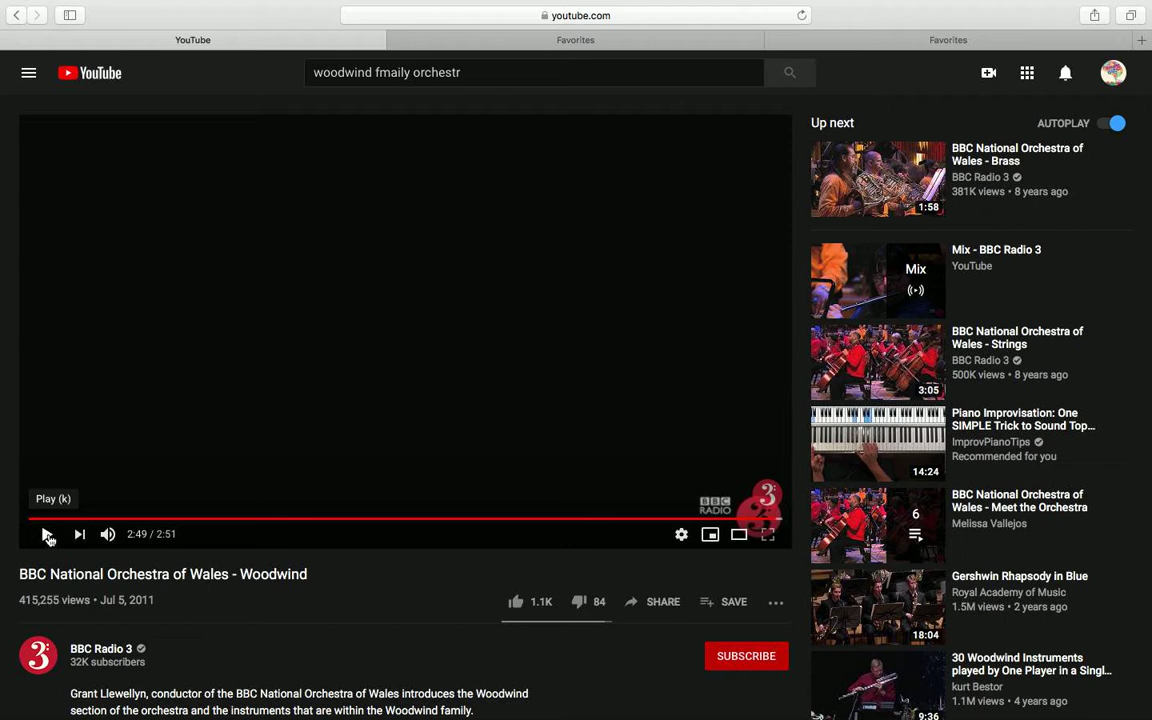 youtube.com
YouTube
Favorites
Favorites
YouTube
woodwind fmaily orchestr
Up next
AUTOPLAY
BBC National Orchestra of
Wales - Brass
BBC Radio 3
381K views • 8 years ago
1:58
Mix - BBC Radio 3
YouTube
Mix
BBC National Orchestra of
Wales - Strings
BBC Radio 3
500K views • 8 years ago
3:05
Piano Improvisation: One
SIMPLE Trick to Sound Top...
ImprovPianoTips
Recommended for you
14:24
BBC National Orchestra of
Wales - Meet the Orchestra
Melissa Vallejos
6
Gershwin Rhapsody in Blue
Royal Academy of Music
1.5M views • 2 years ago
18:04
30 Woodwind Instruments
played by One Player in a Singl...
kurt Bestor
1.1M views • 4 years ago
9:36
Play (k)
BBC
RADIO
3
2:49 / 2:51
BBC National Orchestra of Wales - Woodwind
415,255 views • Jul 5, 2011
1.1K
84
SHARE
SAVE
3
BBC Radio 3
32K subscribers
SUBSCRIBE
Grant Llewellyn, conductor of the BBC National Orchestra of Wales introduces the Woodwind
section of the orchestra and the instruments that are within the Woodwind family.